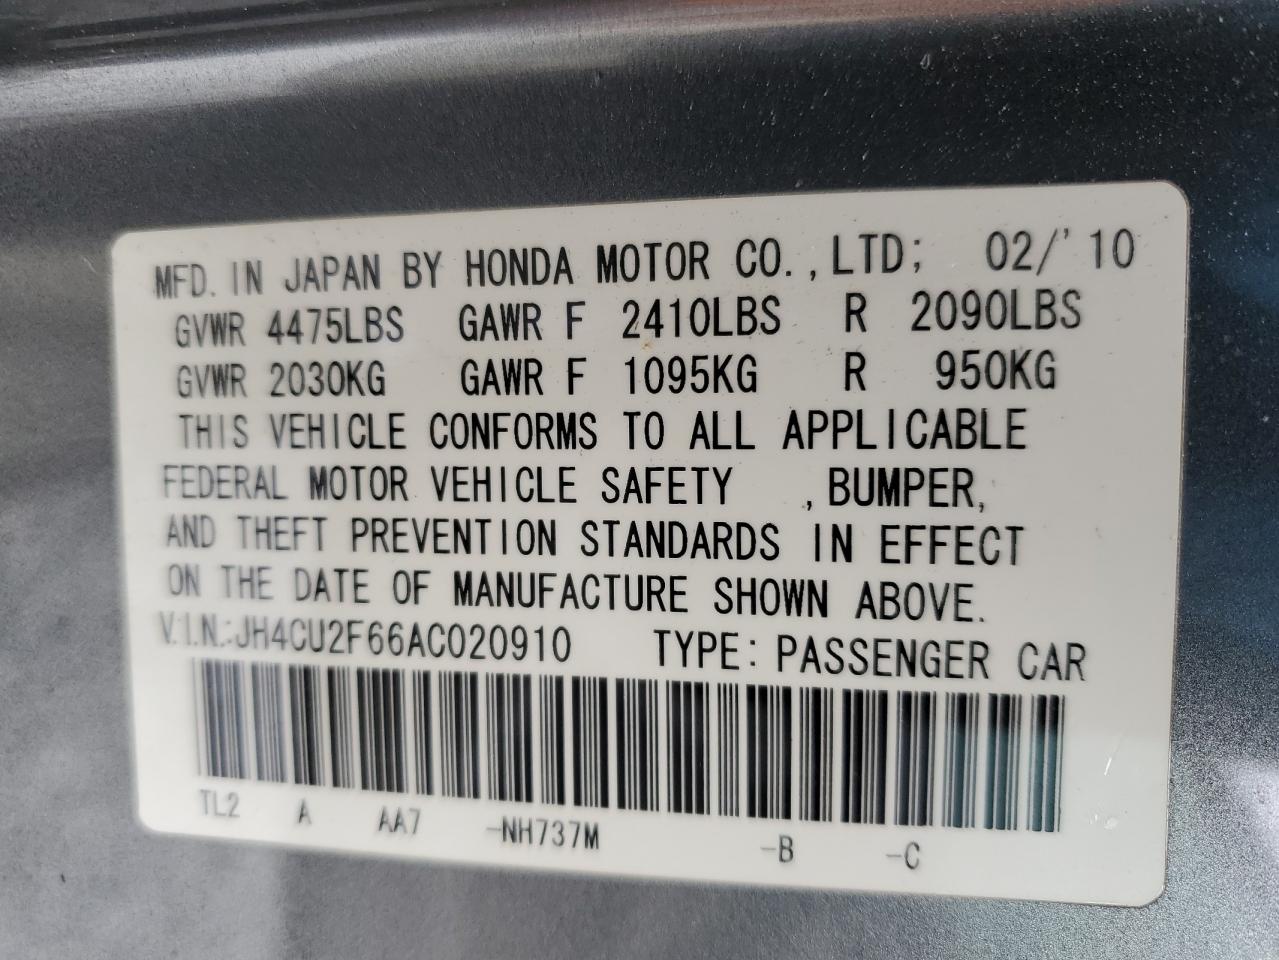 MFD. IN JAPAN BY HONDA MOTOR CO., LTD; 02/'10
GVWR 4475LBS GAWR F 2410LBS R 2090LBS
GVWR 2030KG GAWR F 1095KG R 950KG
THIS VEHICLE CONFORMS TO ALL APPLICABLE
FEDERAL MOTOR VEHICLE SAFETY , BUMPER,
AND THEFT PREVENTION STANDARDS IN EFFECT
ON THE DATE OF MANUFACTURE SHOWN ABOVE.
V.I.N.:JH4CU2F66AC020910 TYPE: PASSENGER CAR
TL2 A AA7 -NH737M -B -C